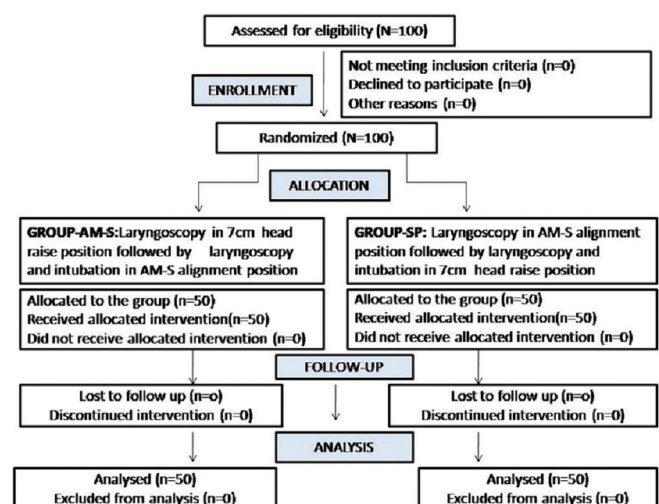 Assessed for eligibility (N=100)
Not meeting inclusion criteria (n=0)
Declined to participate (n=0)
Other reasons (n=0)
ENROLLMENT
Randomized (N=100)
ALLOCATION
GROUP-AM-S:Laryngoscopy in 7cm head
raise position followed by laryngoscopy
and intubation in AM-S alignment position
GROUP-SP: Laryngoscopy in AM-S alignment
position followed by laryngoscopy and
intubation in 7cm head raise position
Allocated to the group (n=50)
Received allocated intervention(n=50)
Did not receive allocated intervention (n=0)
Allocated to the group (n=50)
Received allocated intervention(n=50)
Did not receive allocated intervention (n=0)
FOLLOW-UP
Lost to follow up (n=o)
Discontinued intervention (n=0)
Lost to follow up (n=o)
Discontinued intervention (n=0)
ANALYSIS
Analysed (n=50)
Excluded from analysis (n=0)
Analysed (n=50)
Excluded from analysis (n=0)